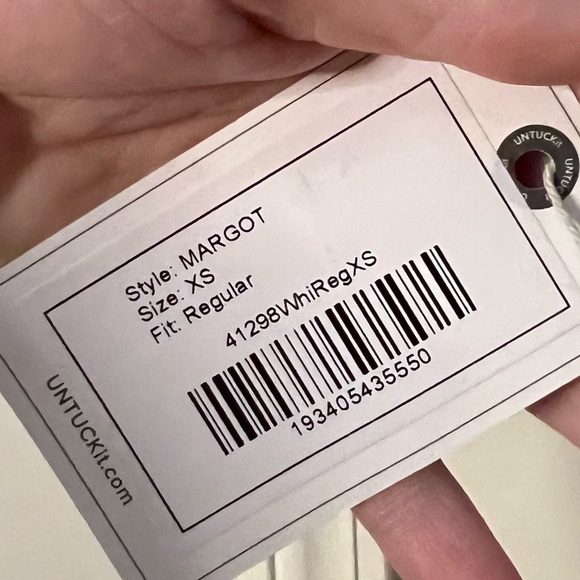 UNTUCKit
Style: MARGOT
Size: XS
Fit: Regular
41298WhiRegXS
193405435550
UNTUCKit.com